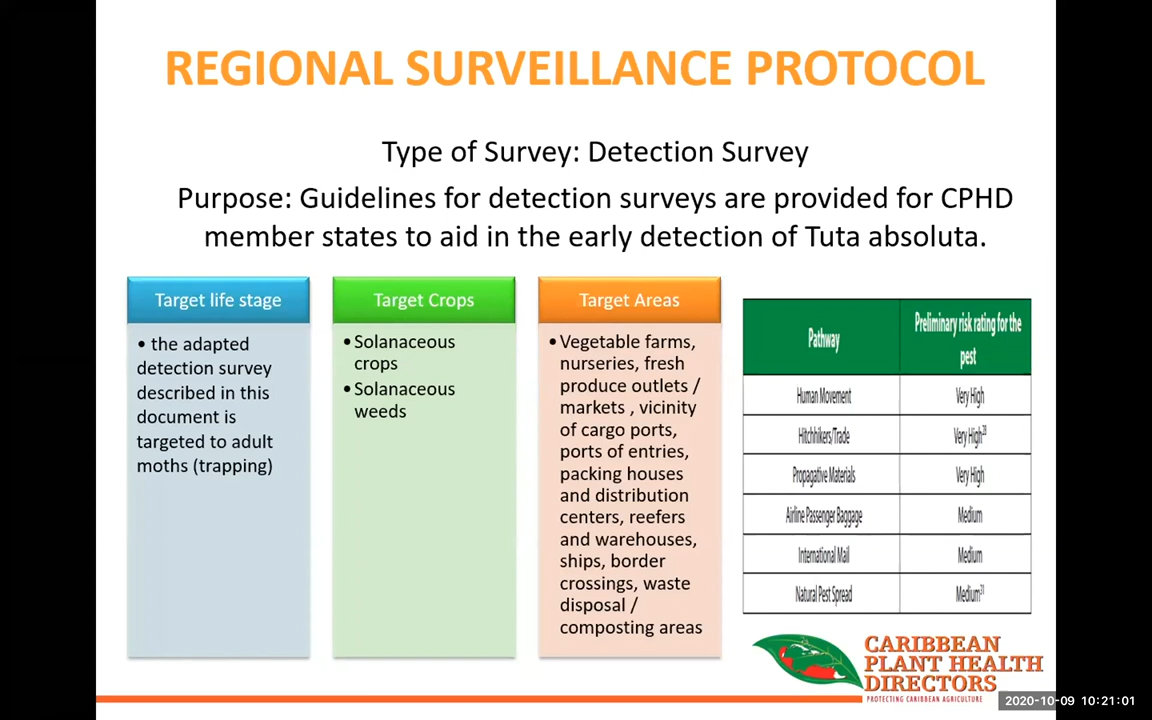 REGIONAL SURVEILLANCE PROTOCOL
Type of Survey: Detection Survey
Purpose: Guidelines for detection surveys are provided for CPHD
member states to aid in the early detection of Tuta absoluta.
Target life stage
• the adapted
detection survey
described in this
document is
targeted to adult
moths (trapping)
Target Crops
• Solanaceous
crops
• Solanaceous
weeds
Target Areas
• Vegetable farms,
nurseries, fresh
produce outlets /
markets , vicinity
of cargo ports,
ports of entries,
packing houses
and distribution
centers, reefers
and warehouses,
ships, border
crossings, waste
disposal /
composting areas
Pathway
Preliminary risk rating for the
pest
Human Movement
Very High
Hitchhikers/Trade
Very High
Propagative Materials
Very High
Airline Passenger Baggage
Medium
International Mail
Medium
Natural Pest Spread
Medium
CARIBBEAN
PLANT HEALTH
DIRECTORS
PROTECTING CARIBBEAN AGRICULTURE
2020-10-09 10:21:01